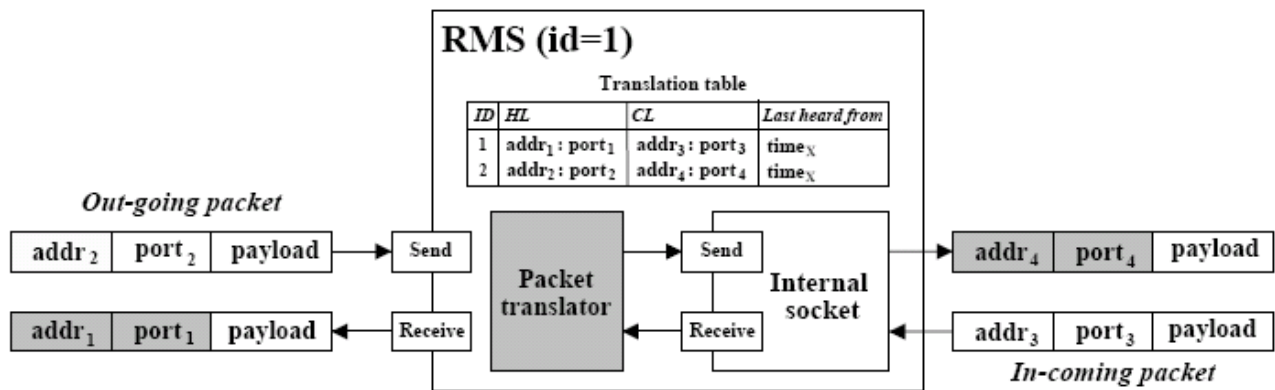 RMS (id=1)
Translation table
ID HL CL Last heard from
1 addr₁: port₁ addr₃: port₃ timeₓ
2 addr₂: port₂ addr₄: port₄ timeₓ
Out-going packet
addr₂ port₂ payload
Send
Send
addr₄ port₄ payload
Packet
translator
Internal
socket
addr₁ port₁ payload
Receive
Receive
addr₃ port₃ payload
In-coming packet